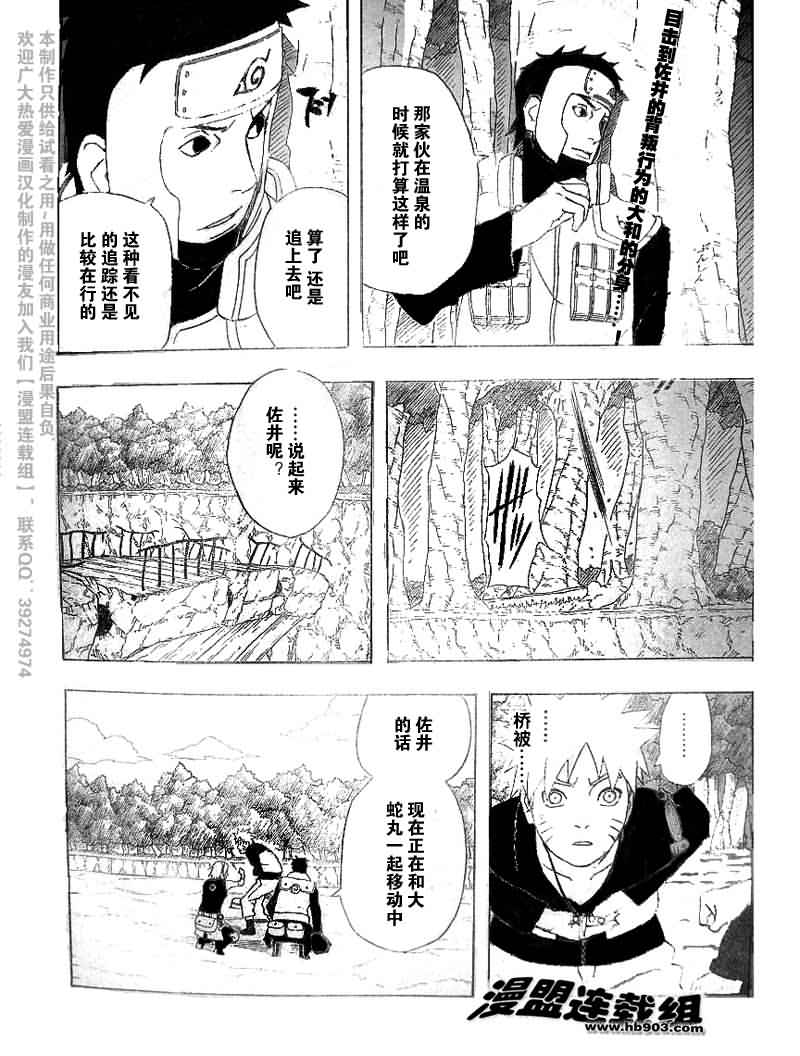 目击到佐井的背叛行为的大和的分身……！
那家伙在温泉的
时候就打算这样了吧
算了 还是
追上去吧
这种看不见
的追踪还是
比较在行的
……说起来
佐井呢？
………
桥被……
佐井
的话
现在正在和大
蛇丸一起移动中
本制作只供给试看之用，用做任何商业用途后果自负
欢迎广大热爱漫画汉化制作的漫友加入我们【漫盟连载组】，联系QQ：39274974
漫盟连载组
www.hb903.com